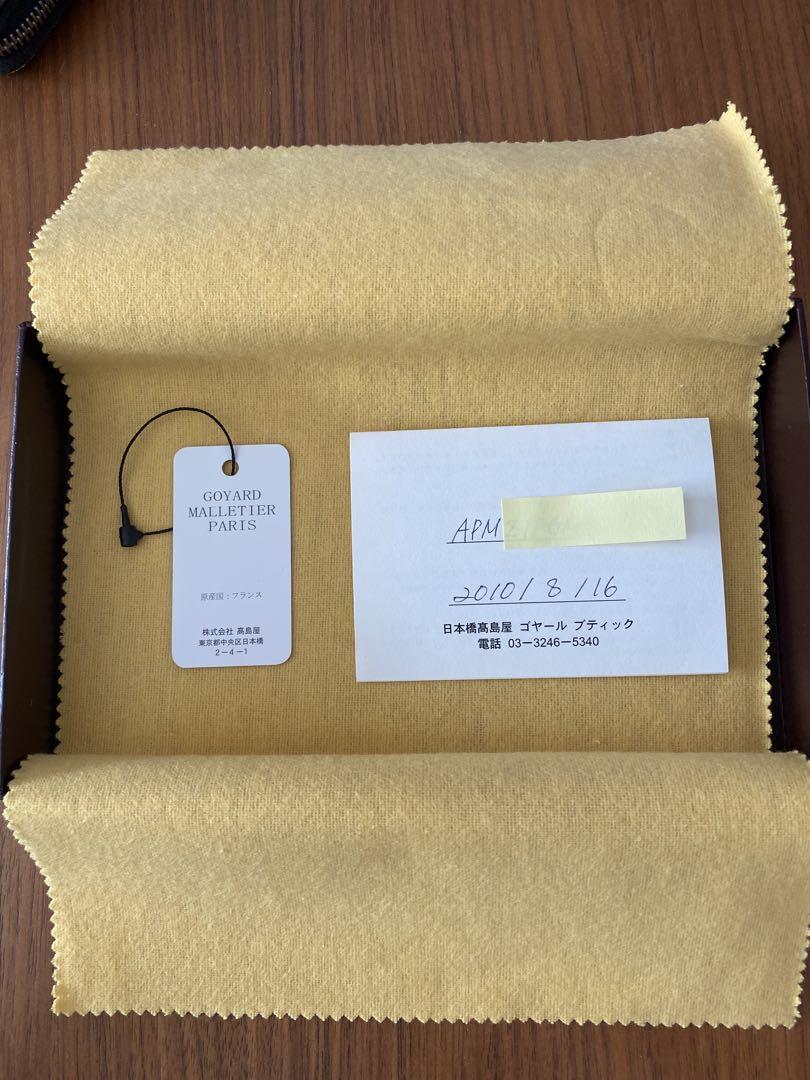 GOYARD
MALLETIER
PARIS
原産国：フランス
株式会社 髙島屋
東京都中央区日本橋
2－4－1
APM
2010/8/16
日本橋髙島屋 ゴヤール ブティック
電話 03－3246－5340